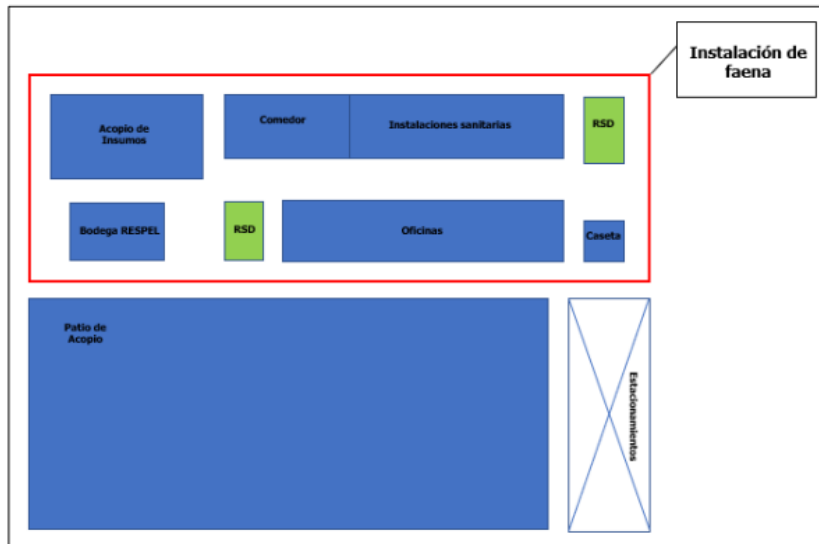 Instalación de
faena
Acopio de
Insumos
Comedor
Instalaciones sanitarias
RSD
Bodega RESPEL
RSD
Oficinas
Caseta
Patio de
Acopio
Estacionamientos